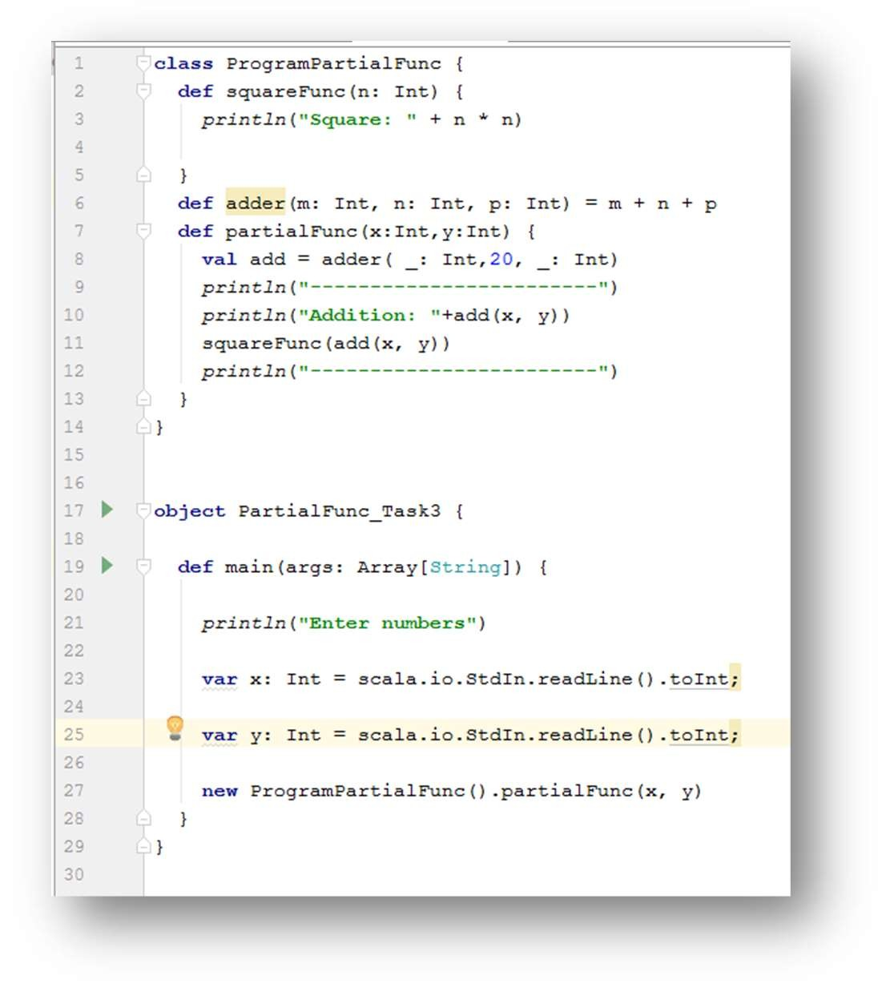 1 class ProgramPartialFunc {
2 def squareFunc(n: Int) {
3 println("Square: " + n * n)
4
5 }
6 def adder(m: Int, n: Int, p: Int) = m + n + p
7 def partialFunc(x:Int,y:Int) {
8 val add = adder( _: Int,20, _: Int)
9 println("------------------------")
10 println("Addition: "+add(x, y))
11 squareFunc(add(x, y))
12 println("------------------------")
13 }
14 }
15
16
17 object PartialFunc_Task3 {
18
19 def main(args: Array[String]) {
20
21 println("Enter numbers")
22
23 var x: Int = scala.io.StdIn.readLine().toInt;
24
25 var y: Int = scala.io.StdIn.readLine().toInt;
26
27 new ProgramPartialFunc().partialFunc(x, y)
28 }
29 }
30